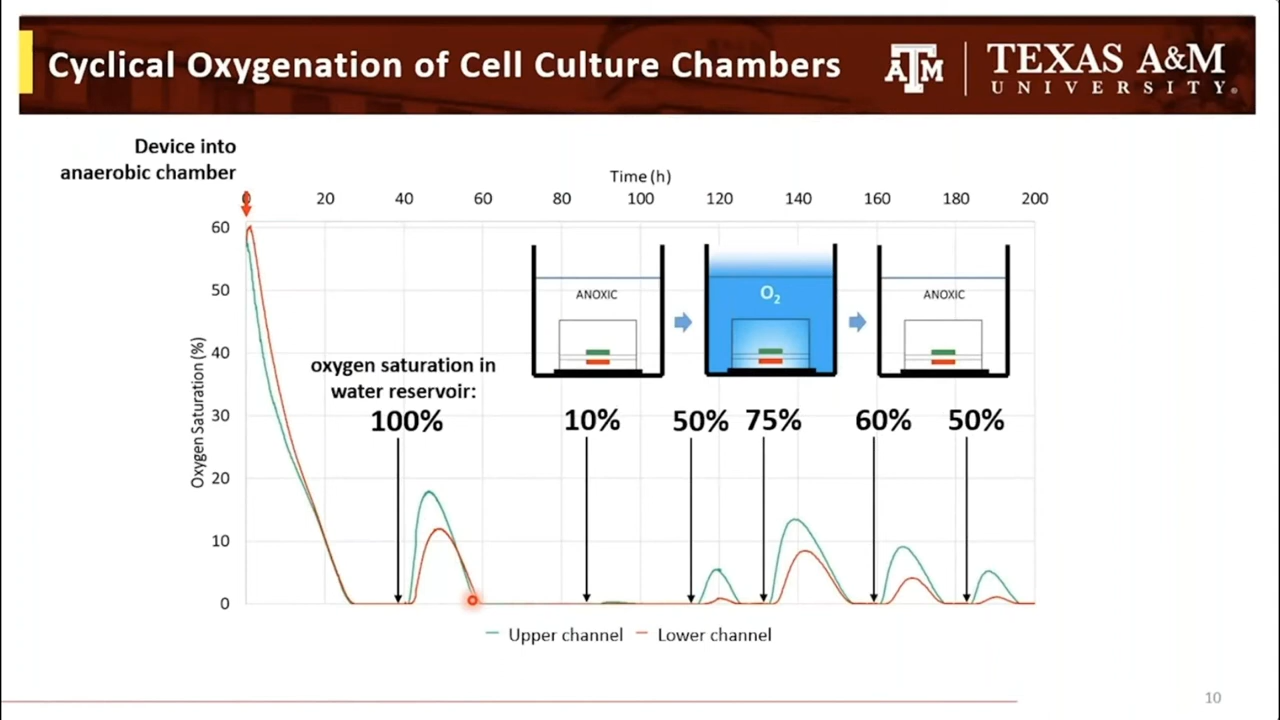 Cyclical Oxygenation of Cell Culture Chambers
ATM
TEXAS A&M
UNIVERSITY®
Device into
anaerobic chamber
Time (h)
0 20 40 60 80 100 120 140 160 180 200
Oxygen Saturation (%)
60
50
40
30
20
10
0
ANOXIC
O2
ANOXIC
oxygen saturation in
water reservoir:
100% 10% 50% 75% 60% 50%
Upper channel Lower channel
10